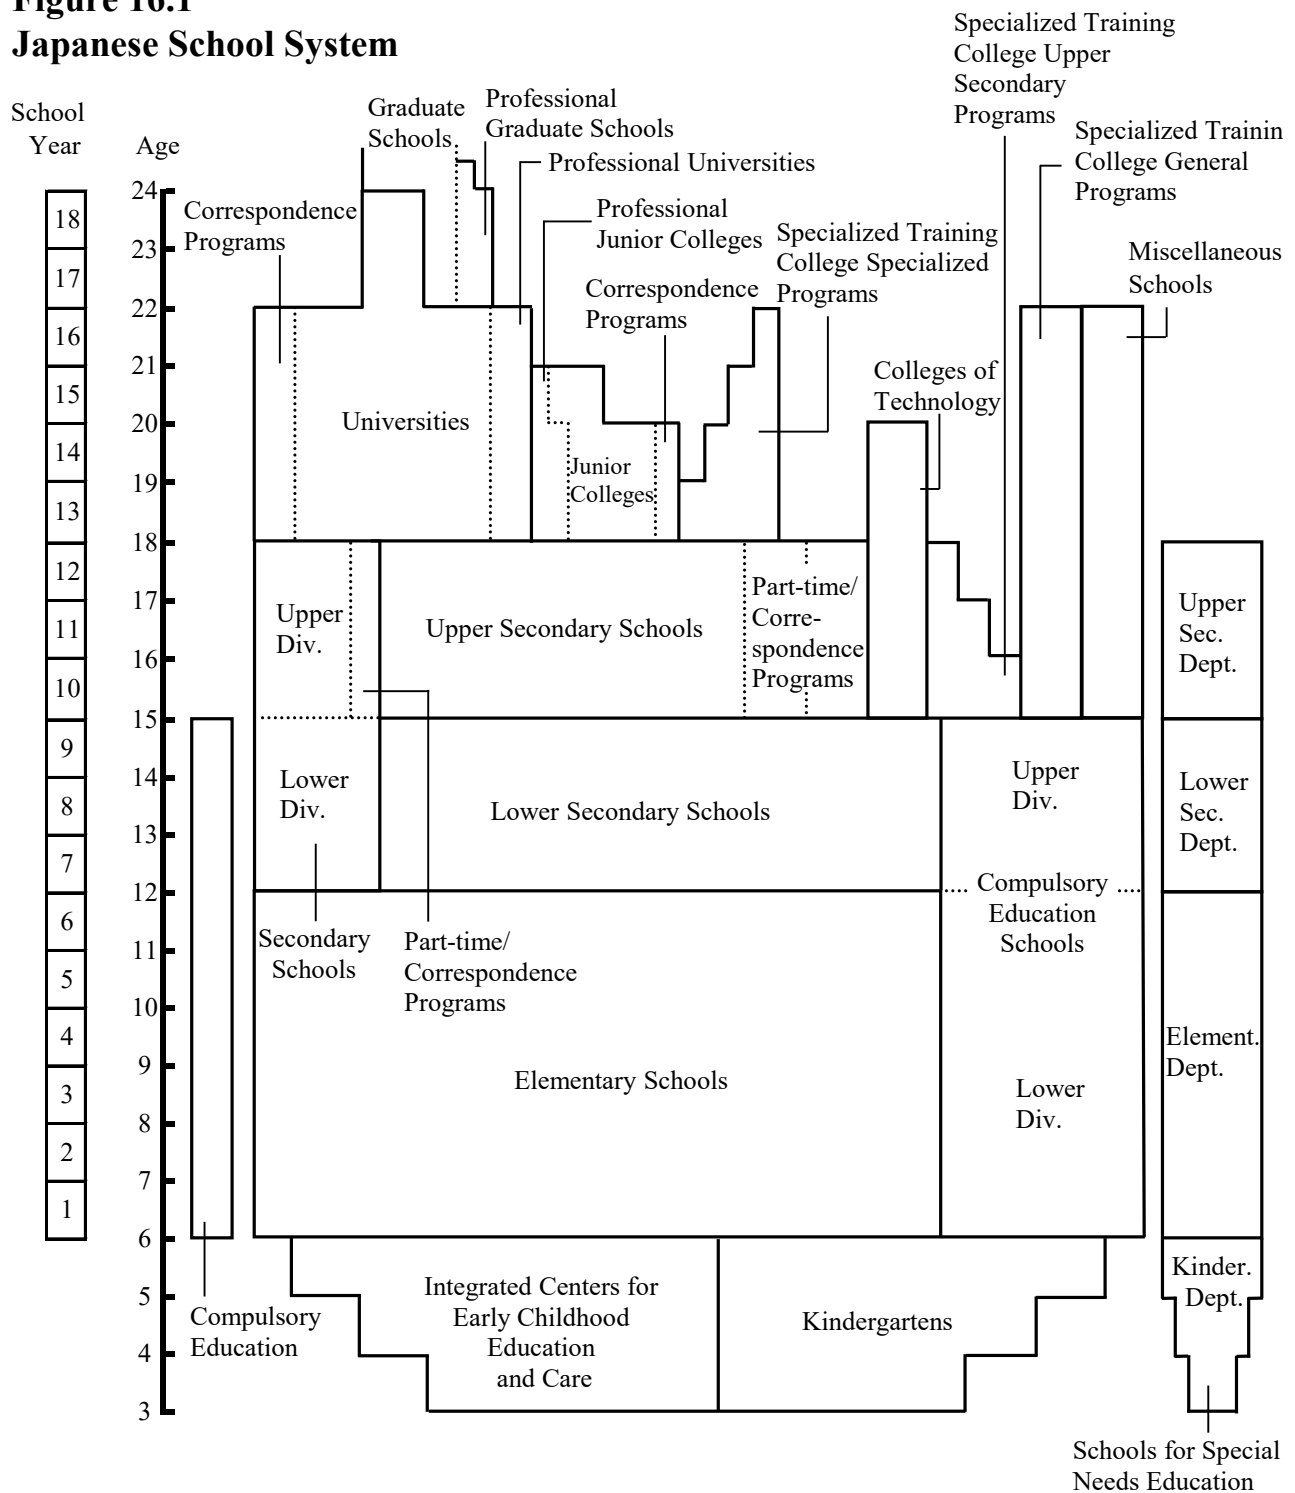 Figure 16.1
Japanese School System
School
Year
Age
Graduate
Schools
Professional
Graduate Schools
Professional Universities
Specialized Training
College Upper
Secondary
Programs
Specialized Trainin
College General
Programs
Correspondence
Programs
Professional
Junior Colleges
Specialized Training
College Specialized
Programs
Miscellaneous
Schools
Correspondence
Programs
Colleges of
Technology
Universities
Junior
Colleges
24
23
22
21
20
19
18
17
16
15
14
13
12
11
10
9
8
7
6
5
4
3
18
17
16
15
14
13
12
11
10
9
8
7
6
5
4
3
2
1
Upper
Div.
Upper Secondary Schools
Part-time/
Corre-
spondence
Programs
Upper
Sec.
Dept.
Lower
Div.
Lower Secondary Schools
Upper
Div.
Lower
Sec.
Dept.
Compulsory
Education
Schools
Secondary
Schools
Part-time/
Correspondence
Programs
Elementary Schools
Lower
Div.
Element.
Dept.
Compulsory
Education
Integrated Centers for
Early Childhood
Education
and Care
Kindergartens
Kinder.
Dept.
Schools for Special
Needs Education